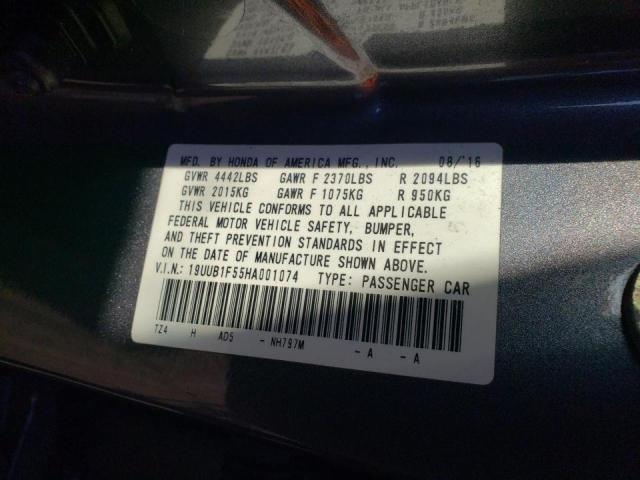 MFD. BY HONDA OF AMERICA MFG., INC. 08/'16
GVWR 4442LBS GAWR F 2370LBS R 2094LBS
GVWR 2015KG GAWR F 1075KG R 950KG
THIS VEHICLE CONFORMS TO ALL APPLICABLE
FEDERAL MOTOR VEHICLE SAFETY, BUMPER,
AND THEFT PREVENTION STANDARDS IN EFFECT
ON THE DATE OF MANUFACTURE SHOWN ABOVE.
V.I.N.: 19UUB1F55HA001074 TYPE: PASSENGER CAR
TZ4 H AD5 - NH797M - A - A